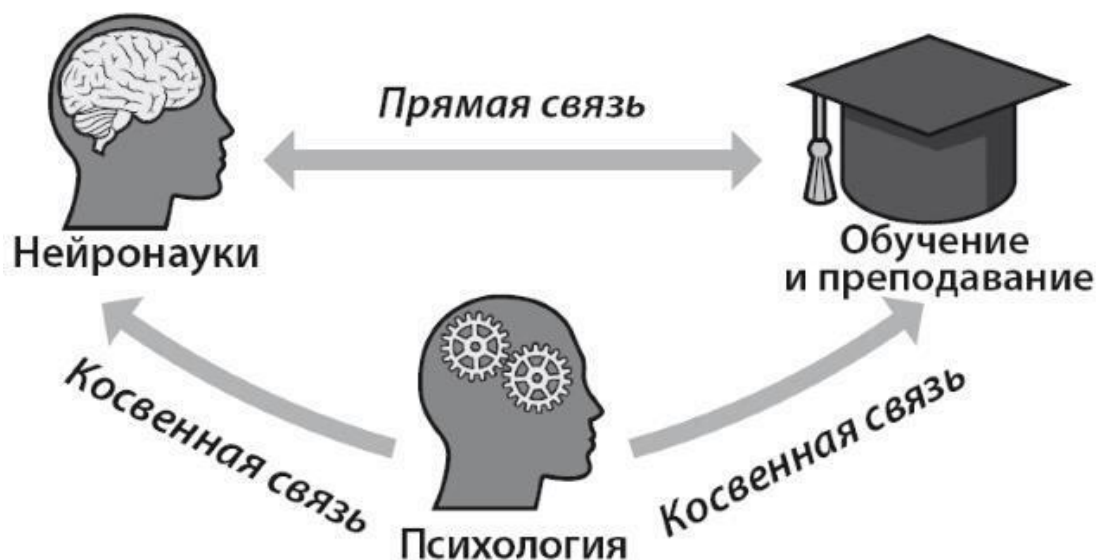 Прямая связь
Нейронауки
Обучение
и преподавание
Косвенная связь
Косвенная связь
Психология